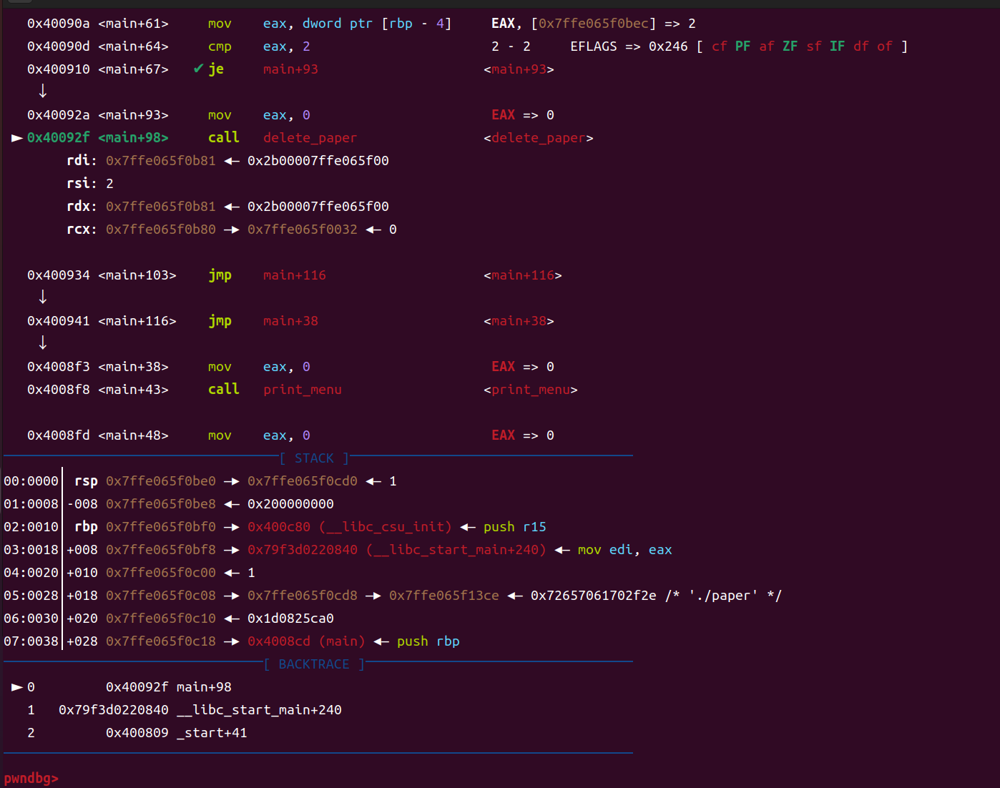 0x40090a <main+61> mov eax, dword ptr [rbp - 4] EAX, [0x7ffe065f0bec] => 2
0x40090d <main+64> cmp eax, 2 2 - 2 EFLAGS => 0x246 [ cf PF af ZF sf IF df of ]
0x400910 <main+67> ✔ je main+93 <main+93>
↓
0x40092a <main+93> mov eax, 0 EAX => 0
► 0x40092f <main+98> call delete_paper <delete_paper>
rdi: 0x7ffe065f0b81 ◂— 0x2b00007ffe065f00
rsi: 2
rdx: 0x7ffe065f0b81 ◂— 0x2b00007ffe065f00
rcx: 0x7ffe065f0b80 —▸ 0x7ffe065f0032 ◂— 0
0x400934 <main+103> jmp main+116 <main+116>
↓
0x400941 <main+116> jmp main+38 <main+38>
↓
0x4008f3 <main+38> mov eax, 0 EAX => 0
0x4008f8 <main+43> call print_menu <print_menu>
0x4008fd <main+48> mov eax, 0 EAX => 0
[ STACK ]
00:0000│ rsp 0x7ffe065f0be0 —▸ 0x7ffe065f0cd0 ◂— 1
01:0008│-008 0x7ffe065f0be8 ◂— 0x200000000
02:0010│ rbp 0x7ffe065f0bf0 —▸ 0x400c80 (__libc_csu_init) ◂— push r15
03:0018│+008 0x7ffe065f0bf8 —▸ 0x79f3d0220840 (__libc_start_main+240) ◂— mov edi, eax
04:0020│+010 0x7ffe065f0c00 ◂— 1
05:0028│+018 0x7ffe065f0c08 —▸ 0x7ffe065f0cd8 —▸ 0x7ffe065f13ce ◂— 0x72657061702f2e /* './paper' */
06:0030│+020 0x7ffe065f0c10 ◂— 0x1d0825ca0
07:0038│+028 0x7ffe065f0c18 —▸ 0x4008cd (main) ◂— push rbp
[ BACKTRACE ]
► 0 0x40092f main+98
1 0x79f3d0220840 __libc_start_main+240
2 0x400809 _start+41
pwndbg>